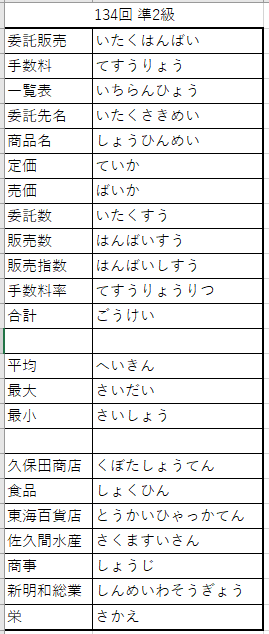 134回 準2級
委託販売 いたくはんばい
手数料 てすうりょう
一覧表 いちらんひょう
委託先名 いたくさきめい
商品名 しょうひんめい
定価 ていか
売価 ばいか
委託数 いたくすう
販売数 はんばいすう
販売指数 はんばいしすう
手数料率 てすうりょうりつ
合計 ごうけい
平均 へいきん
最大 さいだい
最小 さいしょう
久保田商店 くぼたしょうてん
食品 しょくひん
東海百貨店 とうかいひゃっかてん
佐久間水産 さくますいさん
商事 しょうじ
新明和総業 しんめいわそうぎょう
栄 さかえ